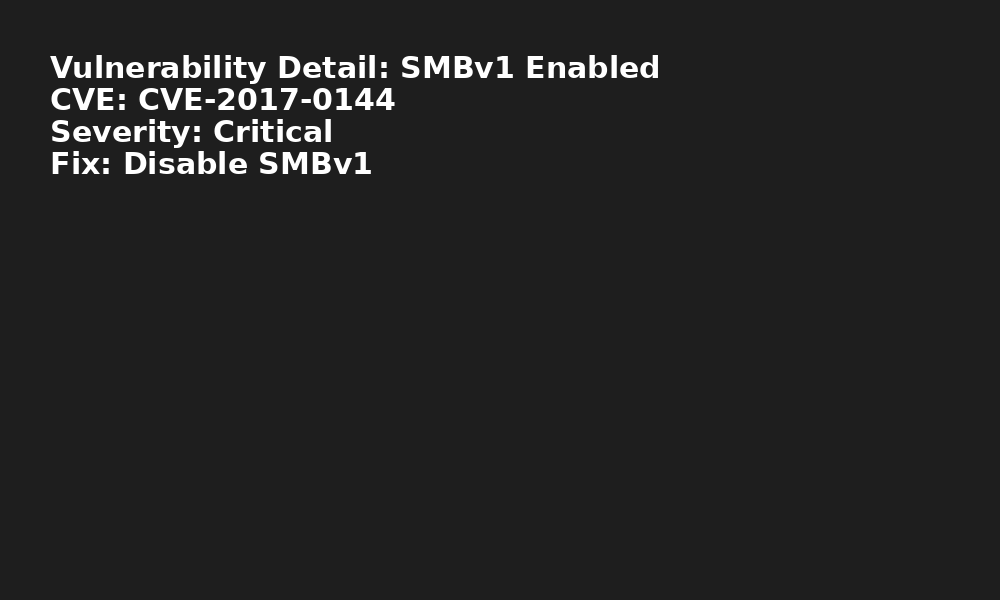 Vulnerability Detail: SMBv1 Enabled
CVE: CVE-2017-0144
Severity: Critical
Fix: Disable SMBv1